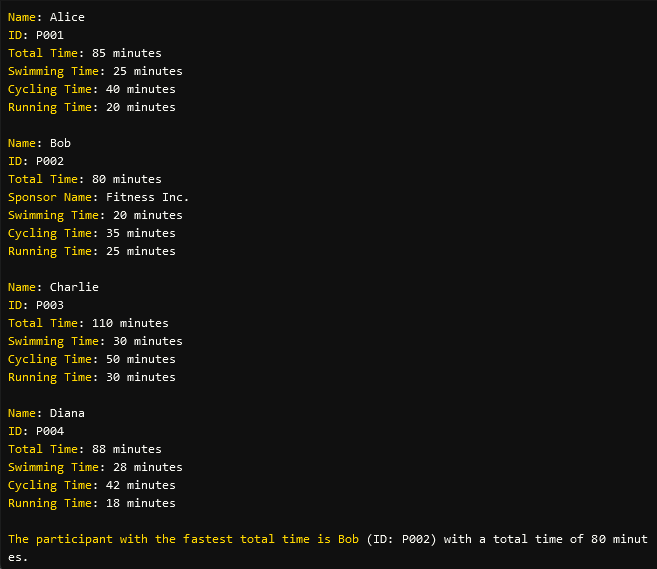 Name: Alice
ID: P001
Total Time: 85 minutes
Swimming Time: 25 minutes
Cycling Time: 40 minutes
Running Time: 20 minutes

Name: Bob
ID: P002
Total Time: 80 minutes
Sponsor Name: Fitness Inc.
Swimming Time: 20 minutes
Cycling Time: 35 minutes
Running Time: 25 minutes

Name: Charlie
ID: P003
Total Time: 110 minutes
Swimming Time: 30 minutes
Cycling Time: 50 minutes
Running Time: 30 minutes

Name: Diana
ID: P004
Total Time: 88 minutes
Swimming Time: 28 minutes
Cycling Time: 42 minutes
Running Time: 18 minutes

The participant with the fastest total time is Bob (ID: P002) with a total time of 80 minut
es.